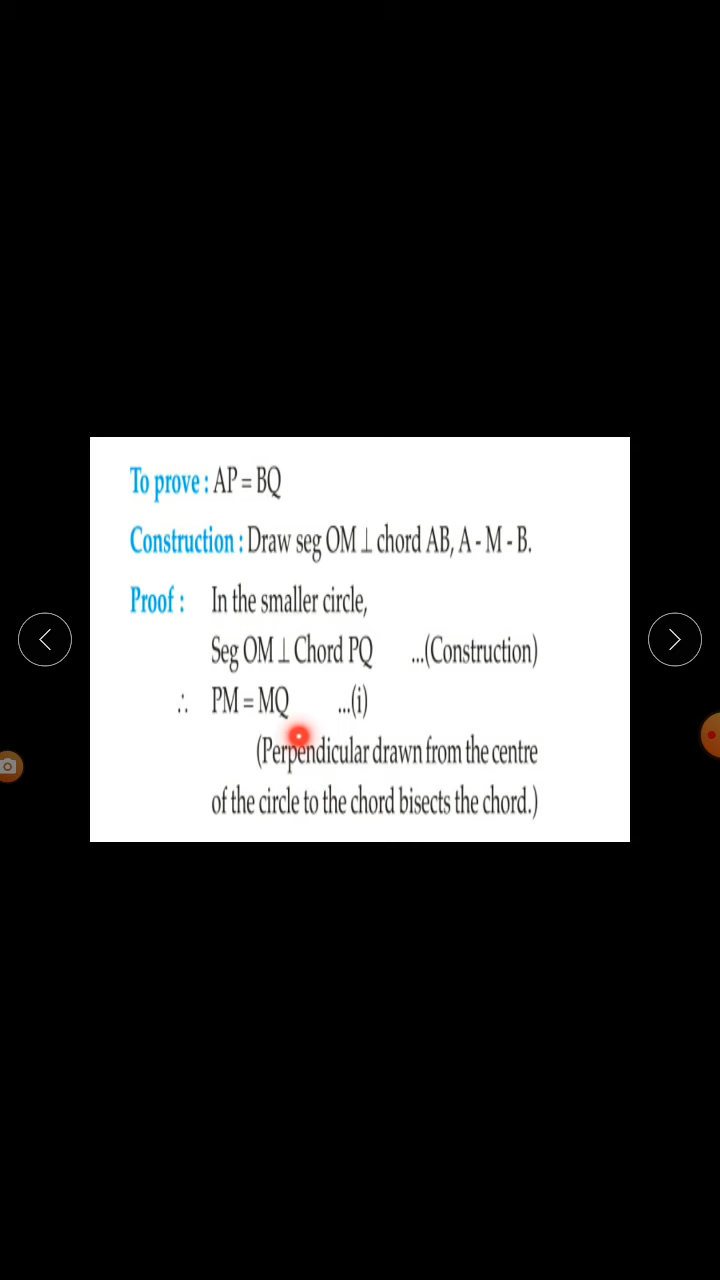 To prove : AP = BQ
Construction : Draw seg OM ⊥ chord AB, A - M - B.
Proof : In the smaller circle,
Seg OM ⊥ Chord PQ ...(Construction)
∴ PM = MQ ...(i)
(Perpendicular drawn from the centre
of the circle to the chord bisects the chord.)